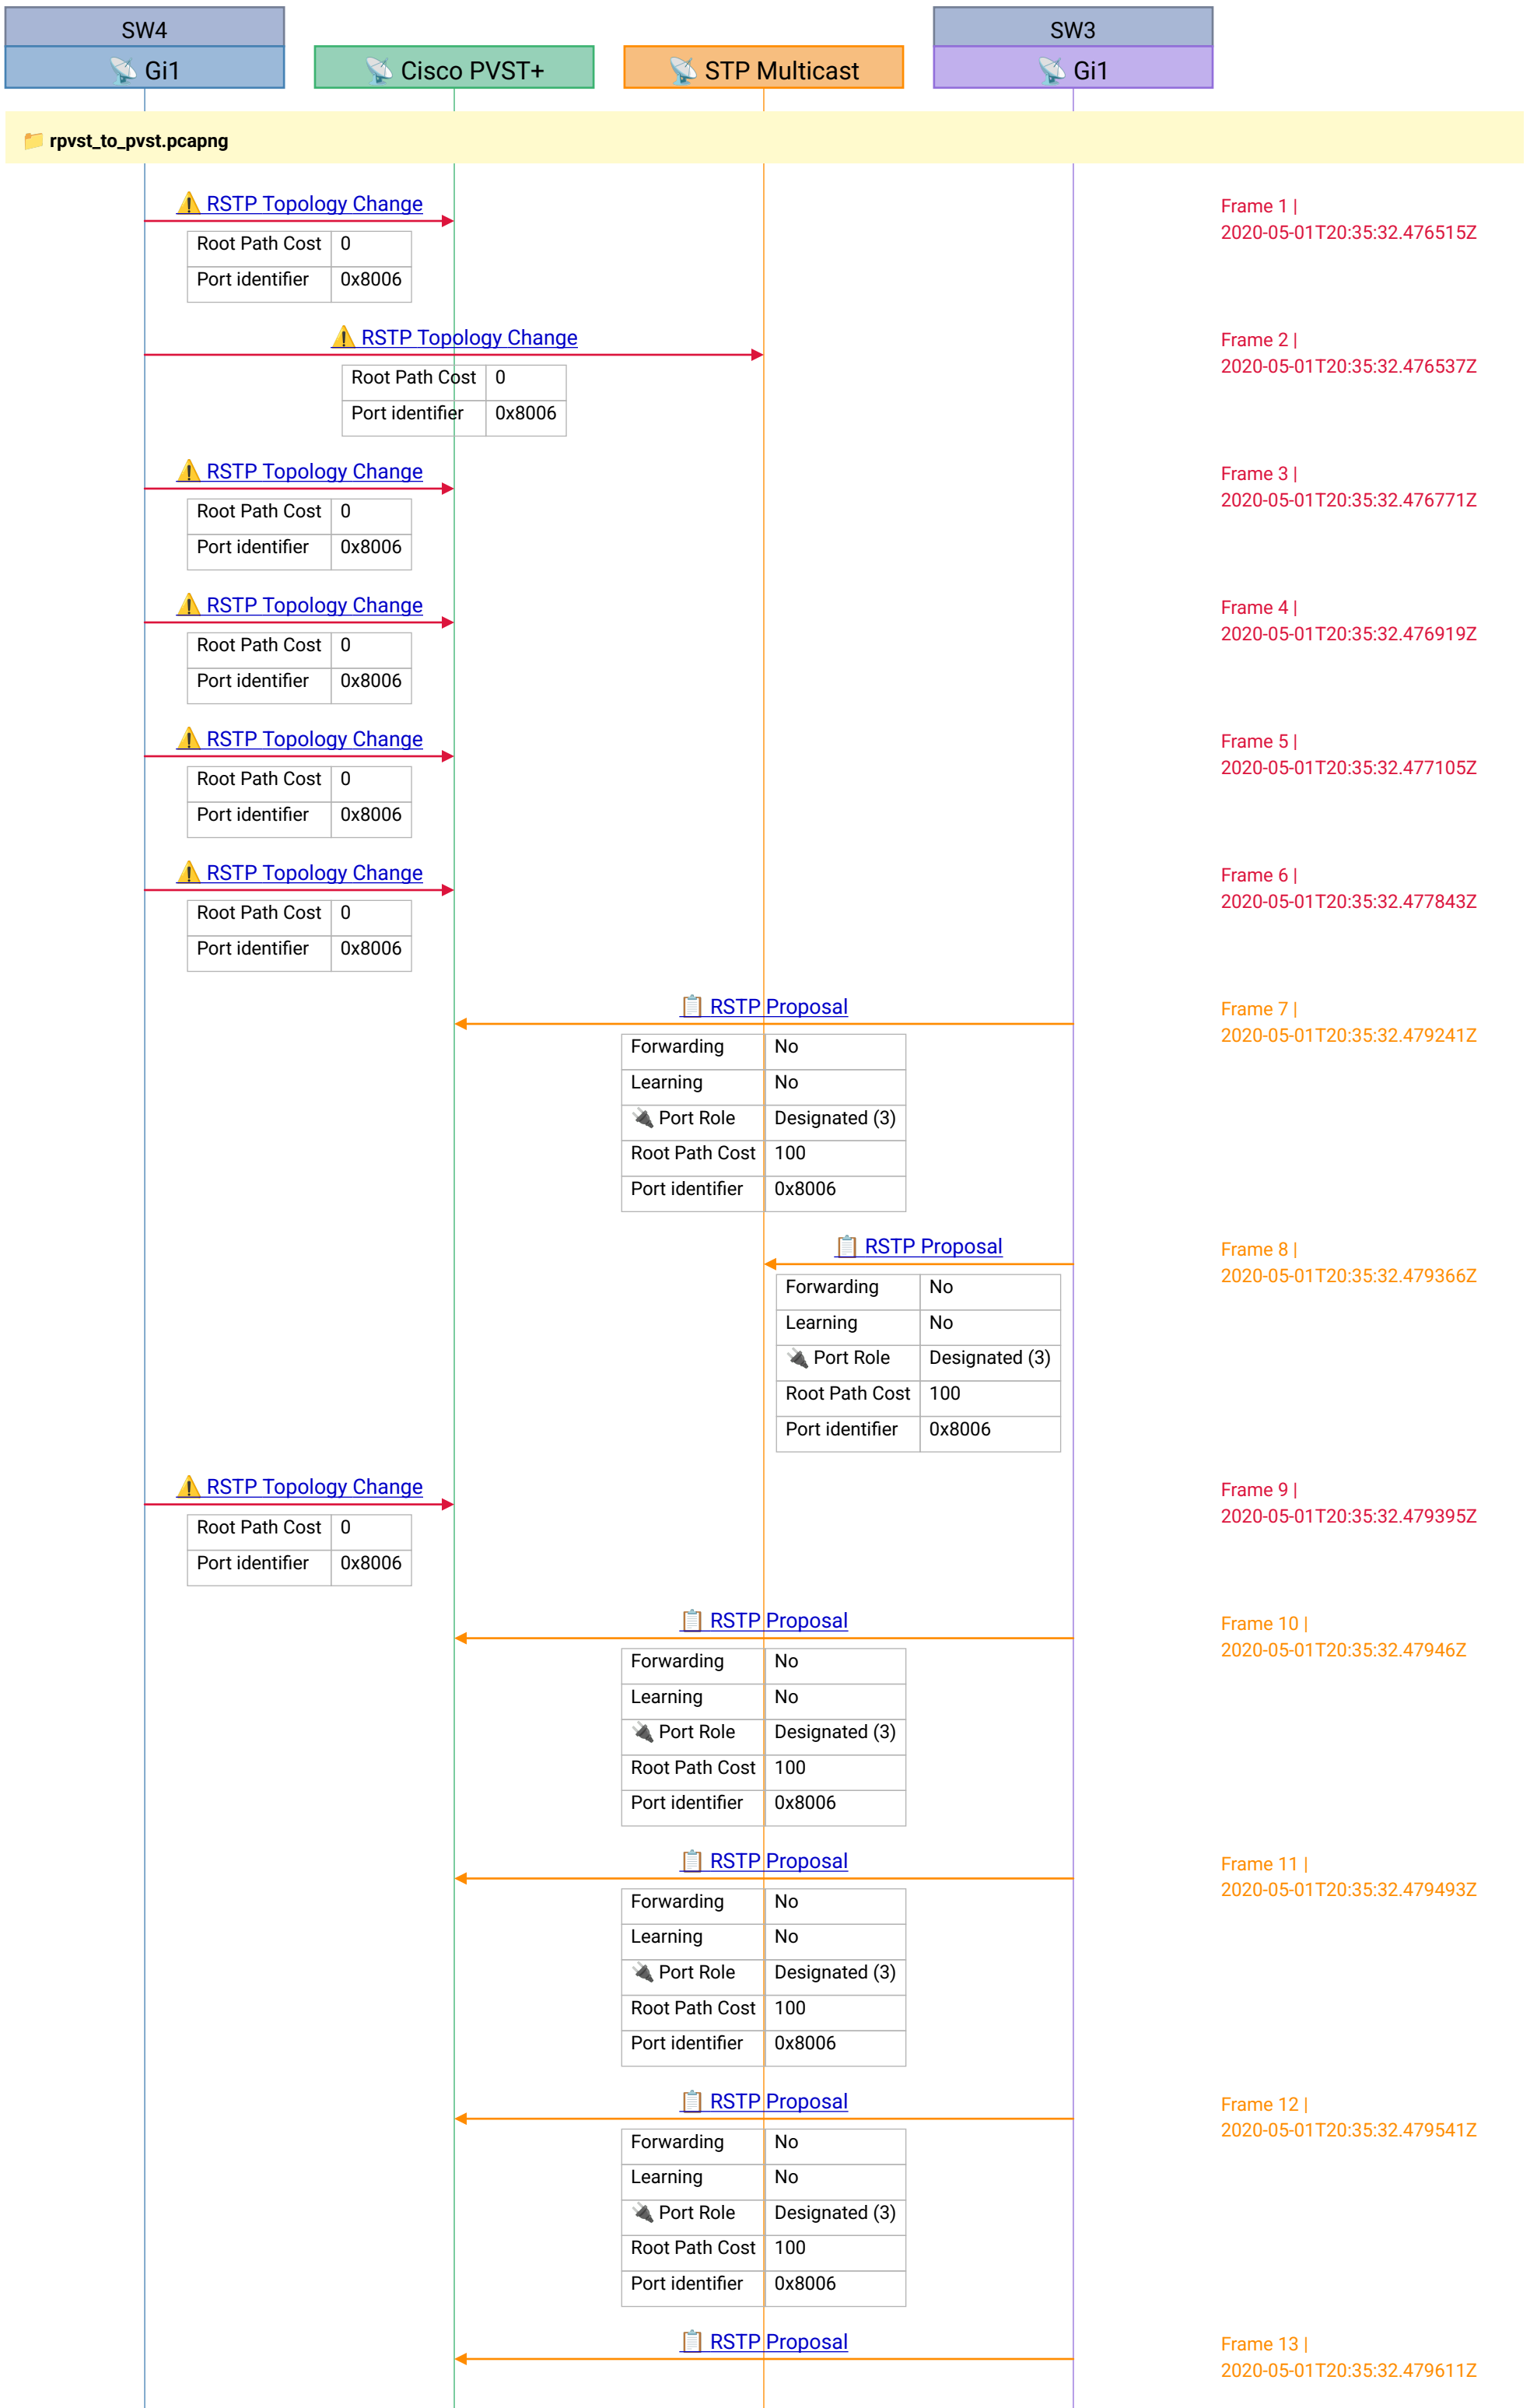 SW4
SW3
📡 Gi1
📡 Cisco PVST+
📡 STP Multicast
📡 Gi1
📁 rpvst_to_pvst.pcapng
⚠️ RSTP Topology Change
Frame 1 |
2020-05-01T20:35:32.476515Z
Root Path Cost 0
Port identifier 0x8006
⚠️ RSTP Topology Change
Frame 2 |
2020-05-01T20:35:32.476537Z
Root Path Cost 0
Port identifier 0x8006
⚠️ RSTP Topology Change
Frame 3 |
2020-05-01T20:35:32.476771Z
Root Path Cost 0
Port identifier 0x8006
⚠️ RSTP Topology Change
Frame 4 |
2020-05-01T20:35:32.476919Z
Root Path Cost 0
Port identifier 0x8006
⚠️ RSTP Topology Change
Frame 5 |
2020-05-01T20:35:32.477105Z
Root Path Cost 0
Port identifier 0x8006
⚠️ RSTP Topology Change
Frame 6 |
2020-05-01T20:35:32.477843Z
Root Path Cost 0
Port identifier 0x8006
📋 RSTP Proposal
Frame 7 |
2020-05-01T20:35:32.479241Z
Forwarding No
Learning No
🔌 Port Role Designated (3)
Root Path Cost 100
Port identifier 0x8006
📋 RSTP Proposal
Frame 8 |
2020-05-01T20:35:32.479366Z
Forwarding No
Learning No
🔌 Port Role Designated (3)
Root Path Cost 100
Port identifier 0x8006
⚠️ RSTP Topology Change
Frame 9 |
2020-05-01T20:35:32.479395Z
Root Path Cost 0
Port identifier 0x8006
📋 RSTP Proposal
Frame 10 |
2020-05-01T20:35:32.47946Z
Forwarding No
Learning No
🔌 Port Role Designated (3)
Root Path Cost 100
Port identifier 0x8006
📋 RSTP Proposal
Frame 11 |
2020-05-01T20:35:32.479493Z
Forwarding No
Learning No
🔌 Port Role Designated (3)
Root Path Cost 100
Port identifier 0x8006
📋 RSTP Proposal
Frame 12 |
2020-05-01T20:35:32.479541Z
Forwarding No
Learning No
🔌 Port Role Designated (3)
Root Path Cost 100
Port identifier 0x8006
📋 RSTP Proposal
Frame 13 |
2020-05-01T20:35:32.479611Z